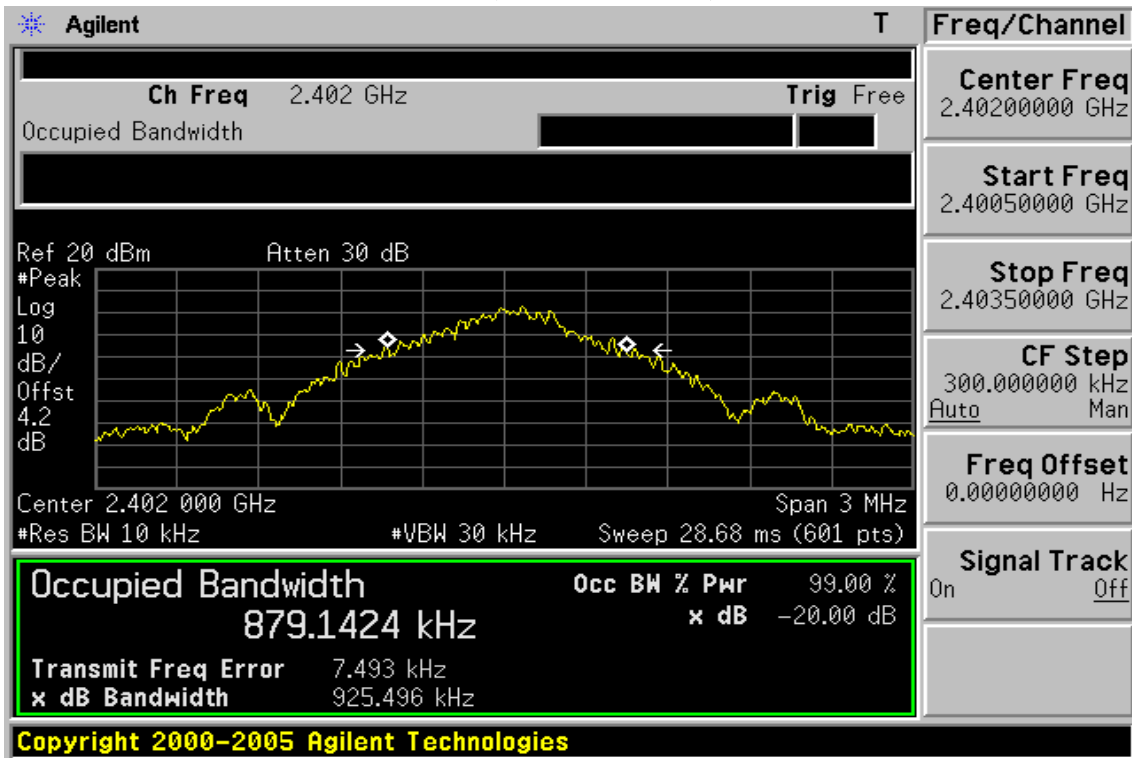 Agilent T
Ch Freq 2.402 GHz Trig Free
Occupied Bandwidth
Ref 20 dBm Atten 30 dB
#Peak
Log
10
dB/
Offst
4.2
dB
Center 2.402 000 GHz Span 3 MHz
#Res BW 10 kHz #VBW 30 kHz Sweep 28.68 ms (601 pts)
Occupied Bandwidth Occ BW % Pwr 99.00 %
879.1424 kHz x dB -20.00 dB
Transmit Freq Error 7.493 kHz
x dB Bandwidth 925.496 kHz
Copyright 2000-2005 Agilent Technologies
Freq/Channel
Center Freq
2.40200000 GHz
Start Freq
2.40050000 GHz
Stop Freq
2.40350000 GHz
CF Step
300.000000 kHz
Auto Man
Freq Offset
0.00000000 Hz
Signal Track
On Off